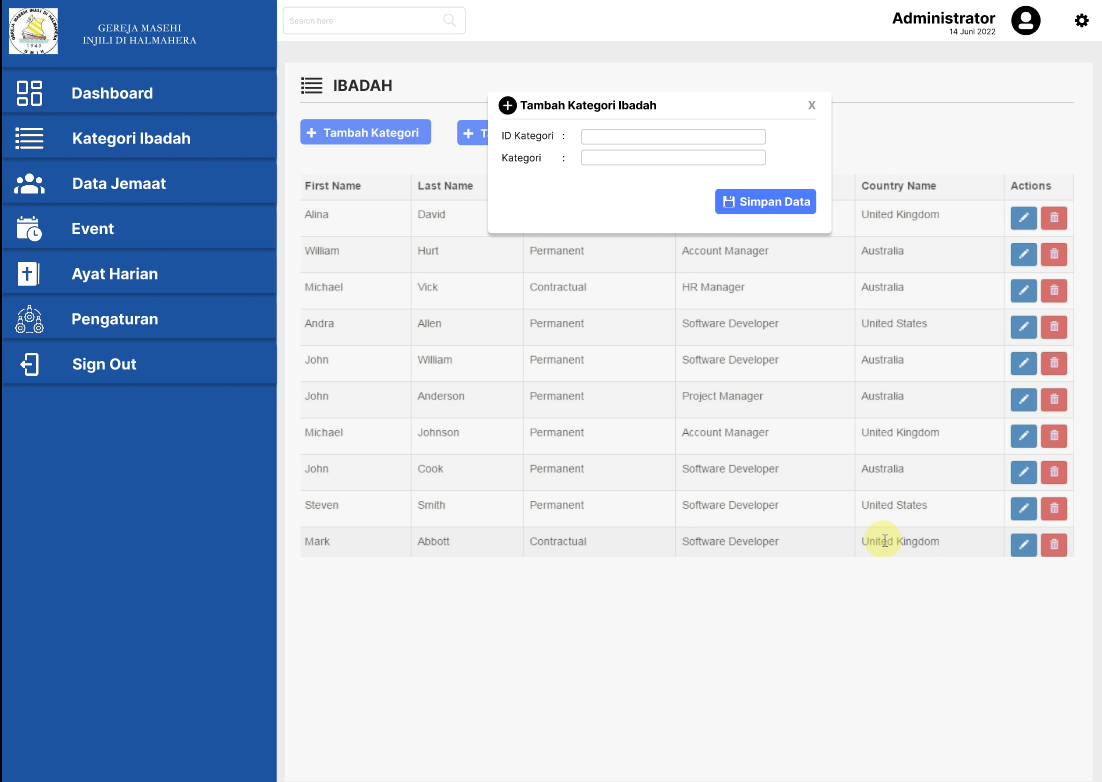 GEREJA MASEHI
INJILI DI HALMAHERA
Dashboard
Kategori Ibadah
Data Jemaat
Event
Ayat Harian
Pengaturan
Sign Out
Search here
Administrator
14 Juni 2022
IBADAH
Tambah Kategori
Tambah Kategori Ibadah X
ID Kategori :
Kategori :
Simpan Data
First Name Last Name Country Name Actions
Alina David United Kingdom
William Hurt Permanent Account Manager Australia
Michael Vick Contractual HR Manager Australia
Andra Allen Permanent Software Developer United States
John William Permanent Software Developer Australia
John Anderson Permanent Project Manager Australia
Michael Johnson Permanent Account Manager United Kingdom
John Cook Permanent Software Developer Australia
Steven Smith Permanent Software Developer United States
Mark Abbott Contractual Software Developer United Kingdom